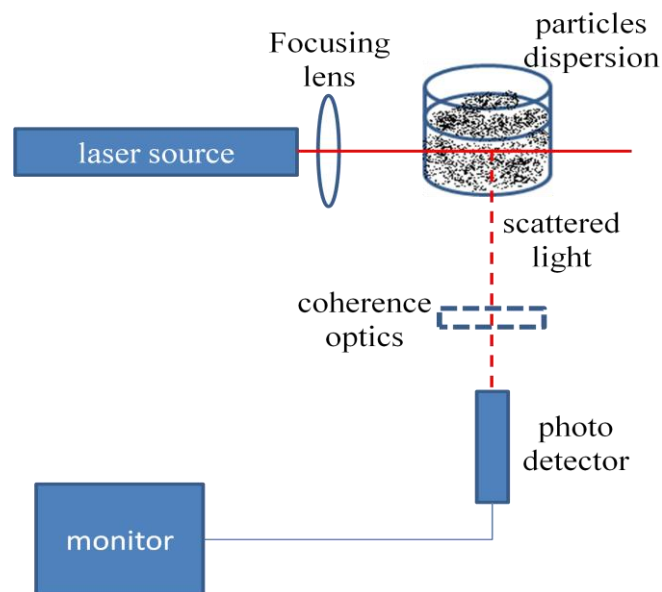 Focusing
lens
particles
dispersion
laser source
scattered
light
coherence
optics
photo
detector
monitor